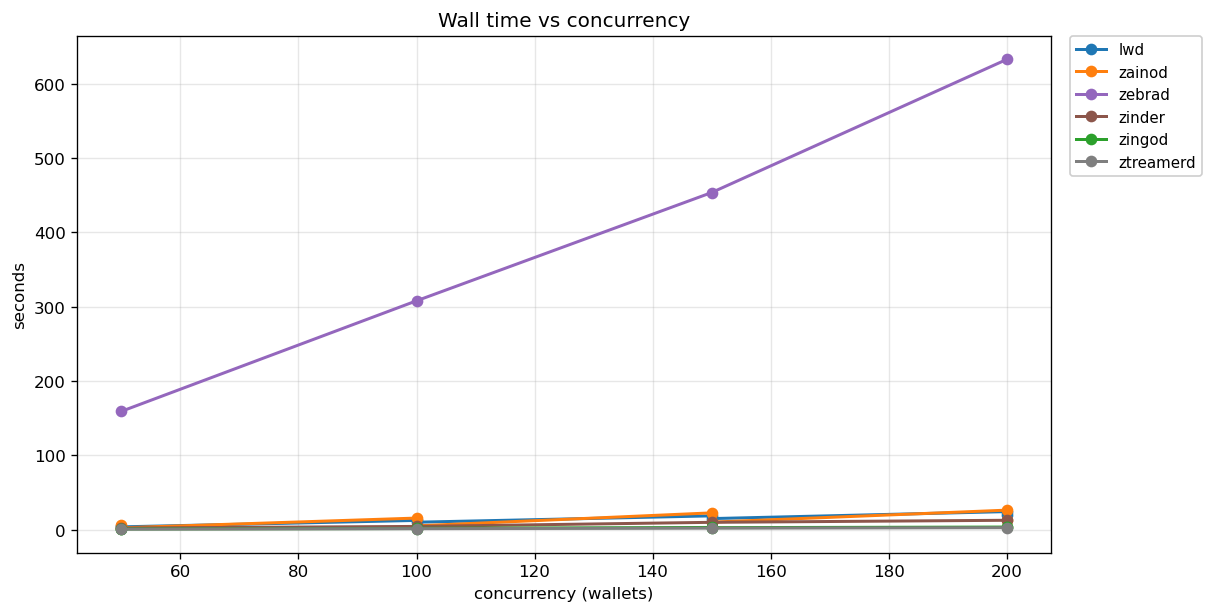 Wall time vs concurrency
lwd
zainod
zebrad
zinder
zingod
ztreamerd
seconds
600
500
400
300
200
100
0
60 80 100 120 140 160 180 200
concurrency (wallets)